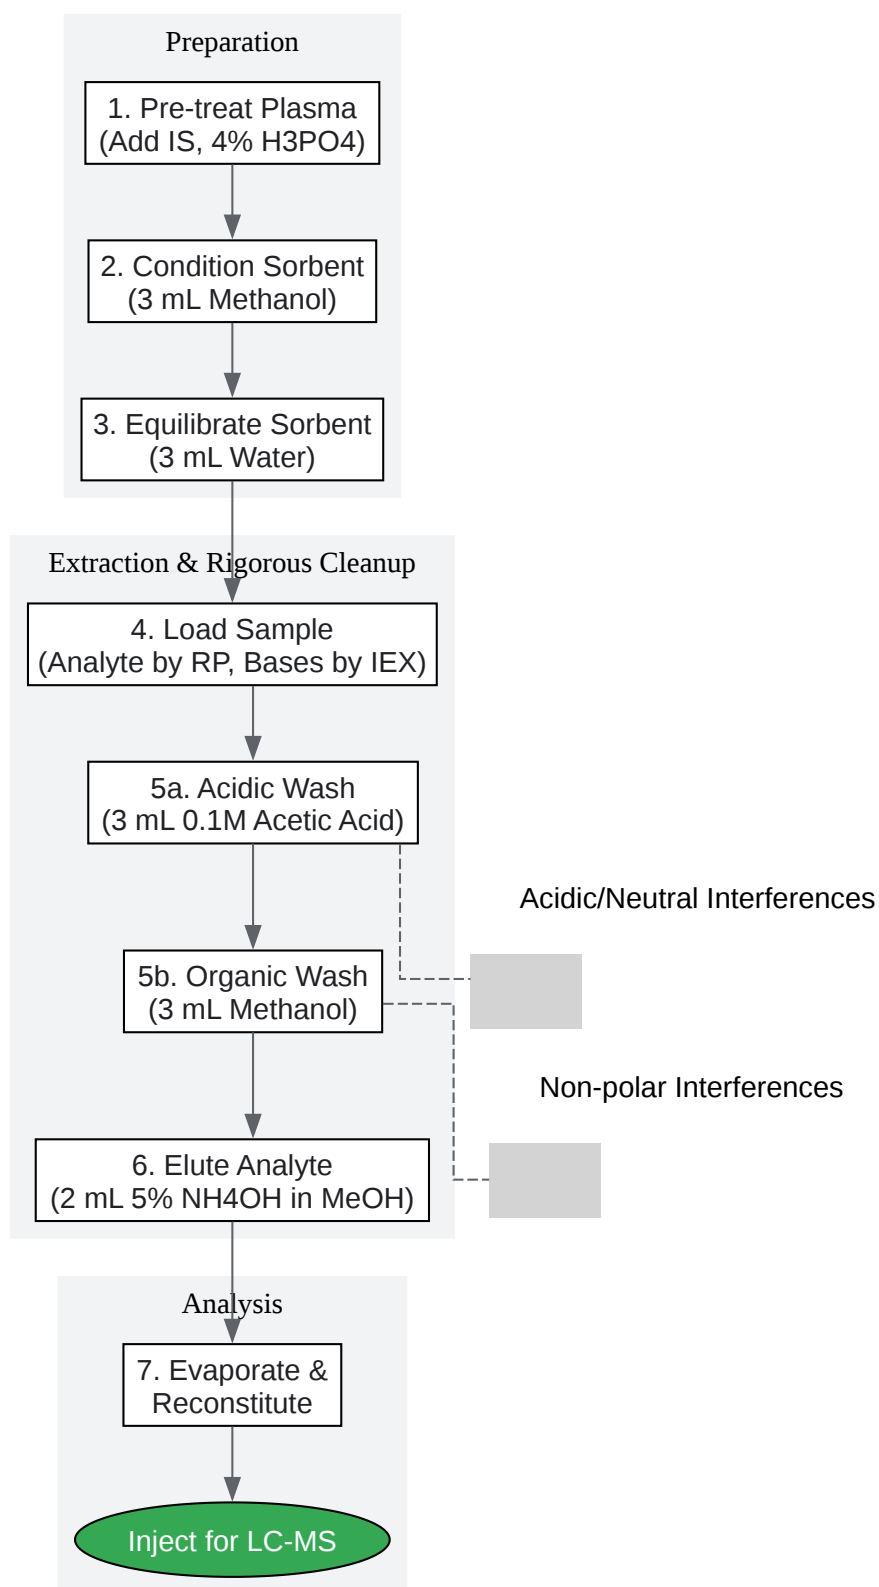 Preparation
1. Pre-treat Plasma
(Add IS, 4% H3PO4)
2. Condition Sorbent
(3 mL Methanol)
3. Equilibrate Sorbent
(3 mL Water)
Extraction & Rigorous Cleanup
4. Load Sample
(Analyte by RP, Bases by IEX)
5a. Acidic Wash
(3 mL 0.1M Acetic Acid)
Acidic/Neutral Interferences
5b. Organic Wash
(3 mL Methanol)
Non-polar Interferences
6. Elute Analyte
(2 mL 5% NH4OH in MeOH)
Analysis
7. Evaporate &
Reconstitute
Inject for LC-MS